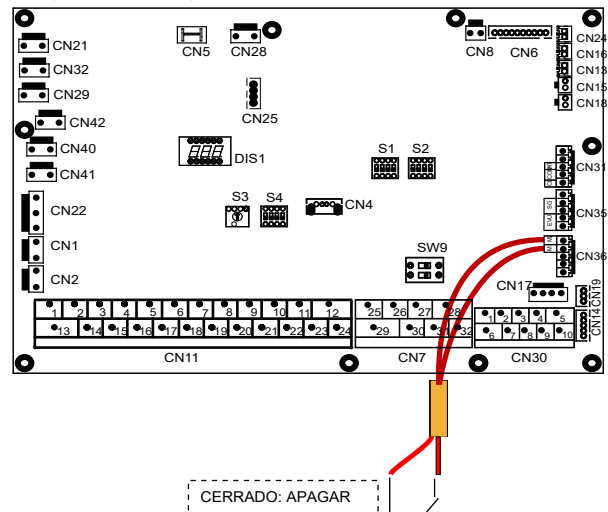 CN21
CN5
CN28
CN8
CN6
CN24
CN16
CN13
CN15
CN18
CN32
CN29
CN25
CN42
CN40
DIS1
S1
S2
CN41
CN31
CN22
S3
S4
CN4
SG
EVU
CN35
CN1
SW9
CN36
CN2
CN17
CN19
CN14
1 2 3 4 5 6 7 8 9 10 11 12
13 14 15 16 17 18 19 20 21 22 23 24
25 26 27 28
29 30 31 32
1 2 3 4 5
6 7 8 9 10
CN11
CN7
CN30
CERRADO: APAGAR